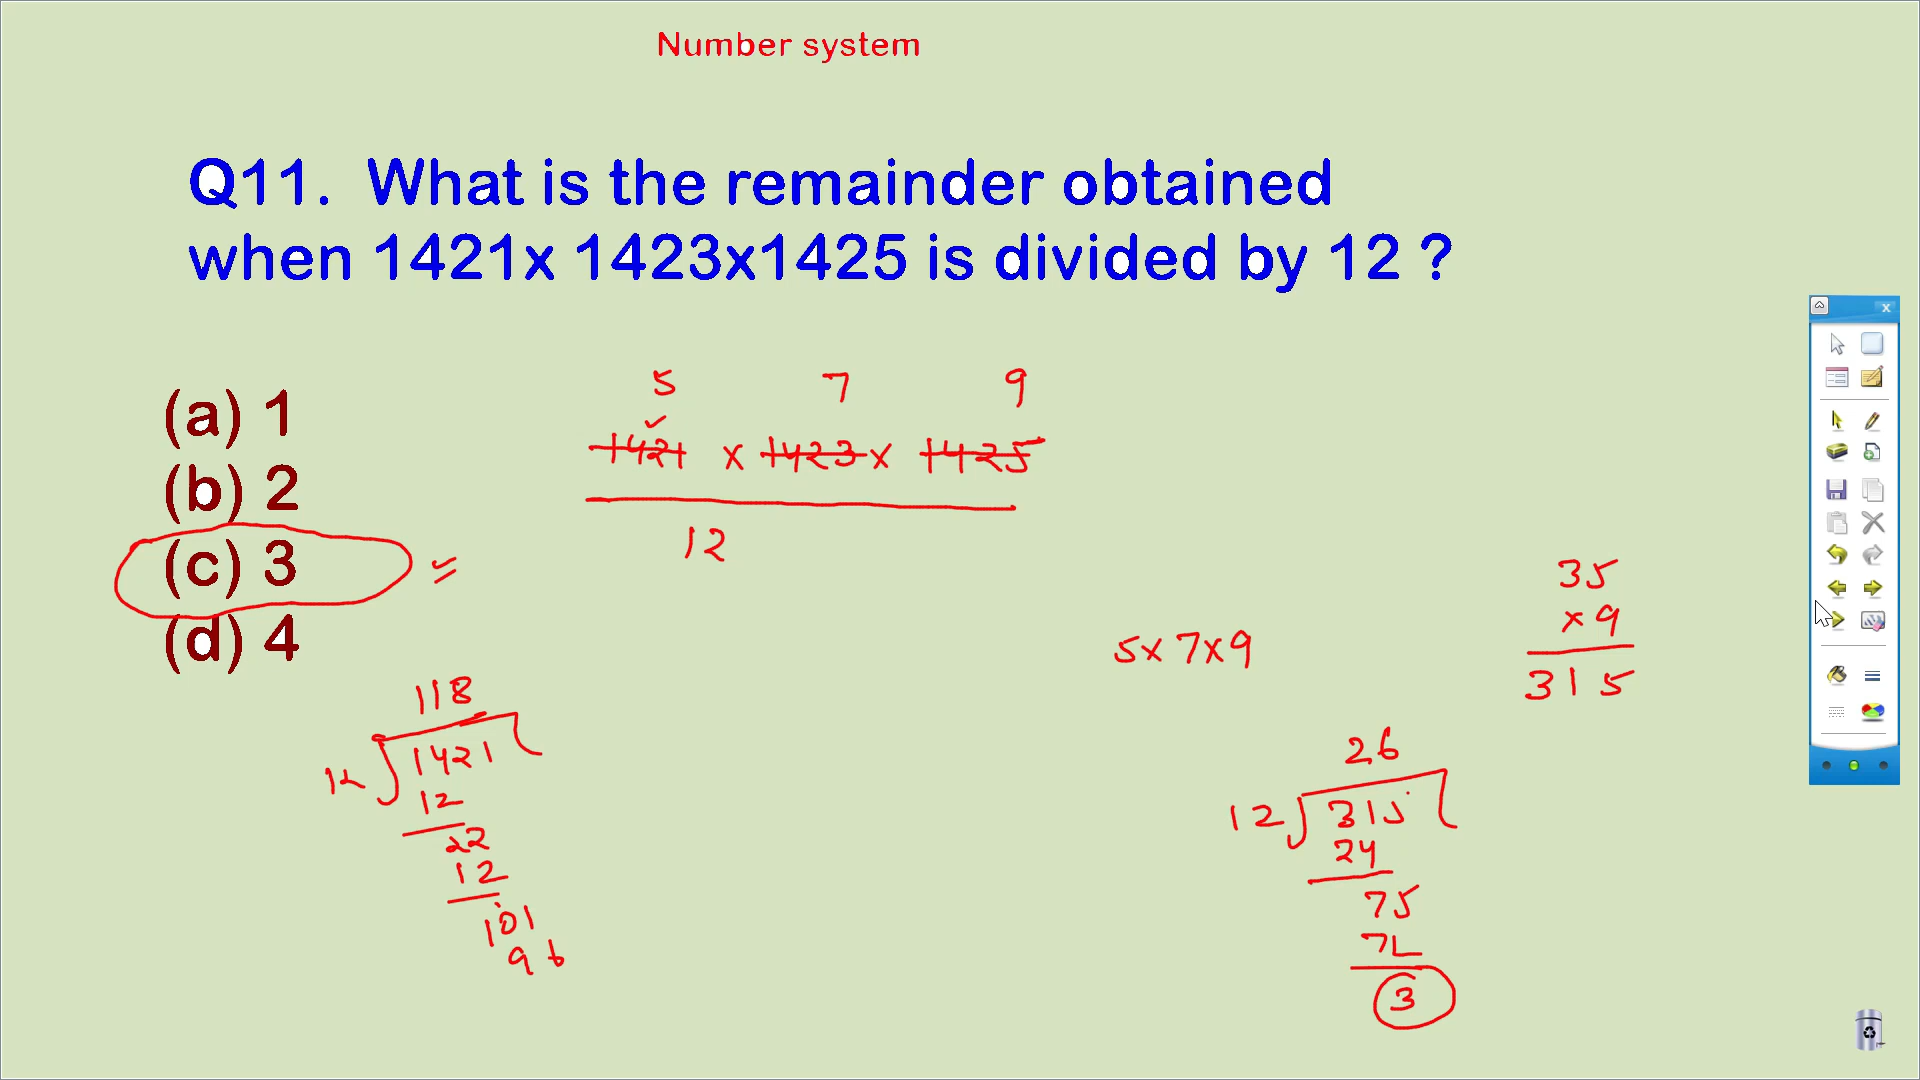 Number system
Q11. What is the remainder obtained
when 1421x 1423x1425 is divided by 12 ?
(a) 1
(b) 2
(c) 3
(d) 4
5 7 9
1421 x 1423 x 1425
12
=
118
12 1421
12
22
12
101
96
5x7x9
35
x9
315
26
12 315
24
75
72
3